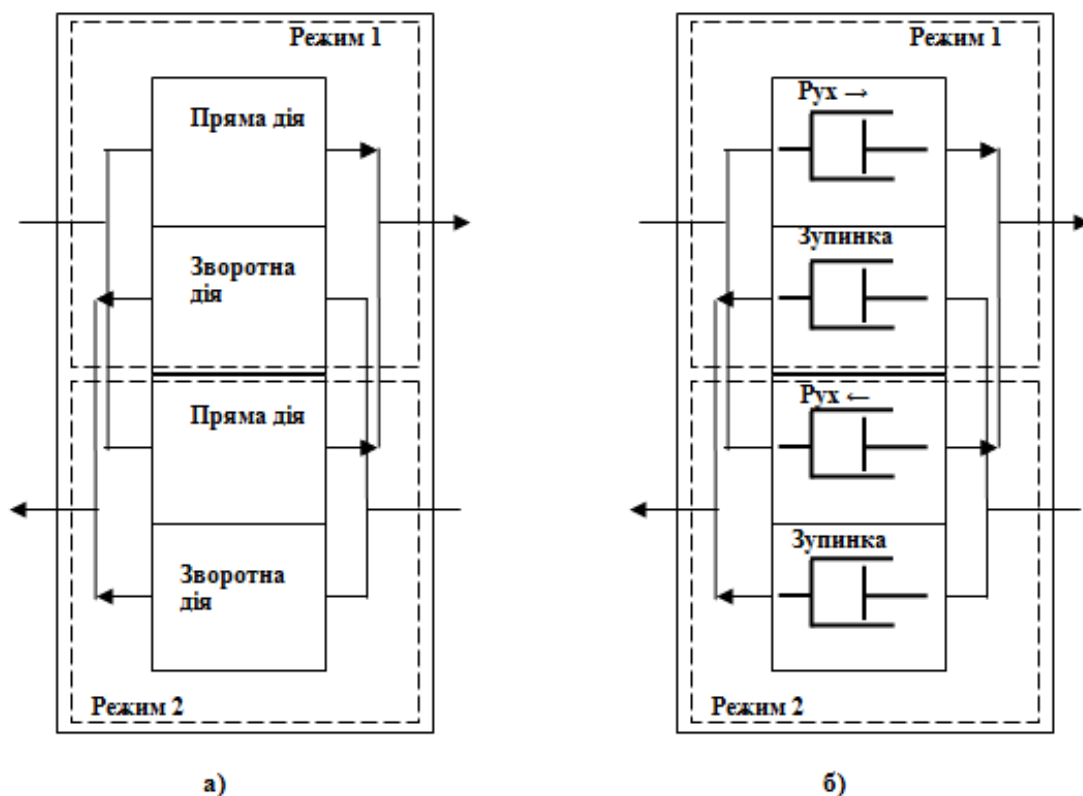 Режим 1
Пряма дія
Зворотна
дія
Пряма дія
Зворотна
дія
Режим 2
а)
Режим 1
Рух →
Зупинка
Рух ←
Зупинка
Режим 2
б)